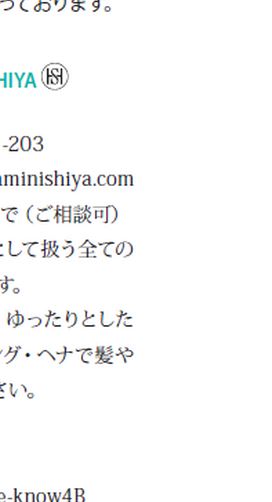 っております。
HIYA
-203
aminishiya.com
で（ご相談可）
として扱う全ての
す。
ゆったりとした
グ・ヘナで髪や
さい。
e-know4B